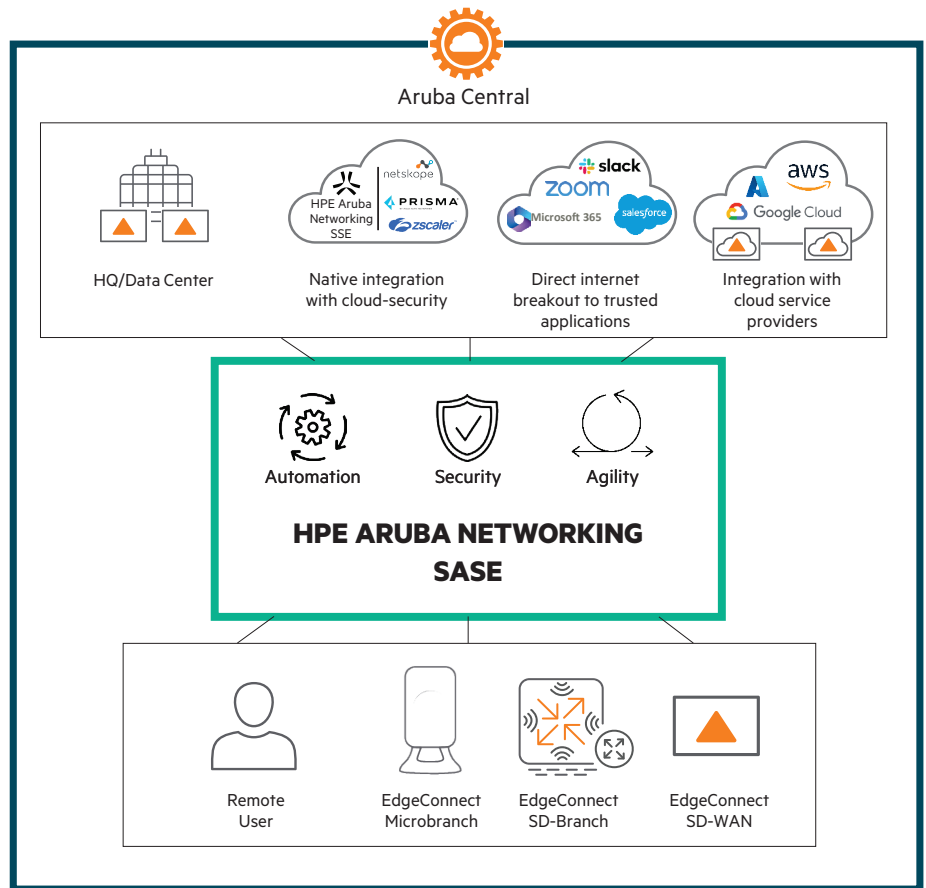 Aruba Central
HQ/Data Center
HPE Aruba
Networking
SSE
netskope
PRISMA
zscaler
Native integration
with cloud-security
slack
zoom
Microsoft 365
salesforce
Direct internet
breakout to trusted
applications
aws
Google Cloud
Integration with
cloud service
providers
Automation
Security
Agility
HPE ARUBA NETWORKING
SASE
Remote
User
EdgeConnect
Microbranch
EdgeConnect
SD-Branch
EdgeConnect
SD-WAN